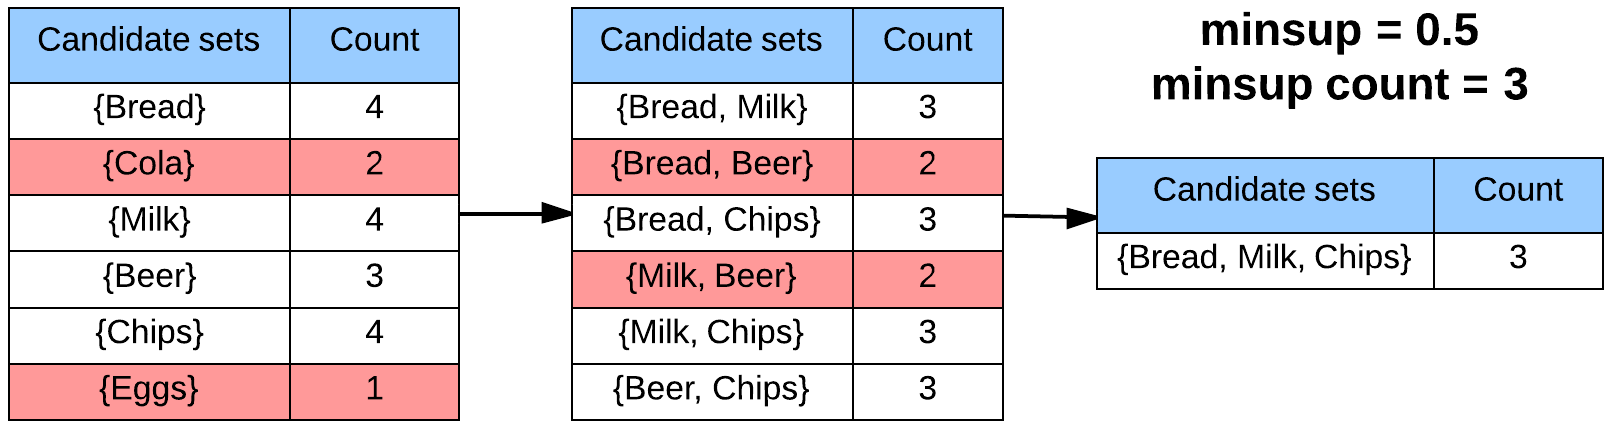 Candidate sets Count
{Bread} 4
{Cola} 2
{Milk} 4
{Beer} 3
{Chips} 4
{Eggs} 1
Candidate sets Count
{Bread, Milk} 3
{Bread, Beer} 2
{Bread, Chips} 3
{Milk, Beer} 2
{Milk, Chips} 3
{Beer, Chips} 3
minsup = 0.5
minsup count = 3
Candidate sets Count
{Bread, Milk, Chips} 3